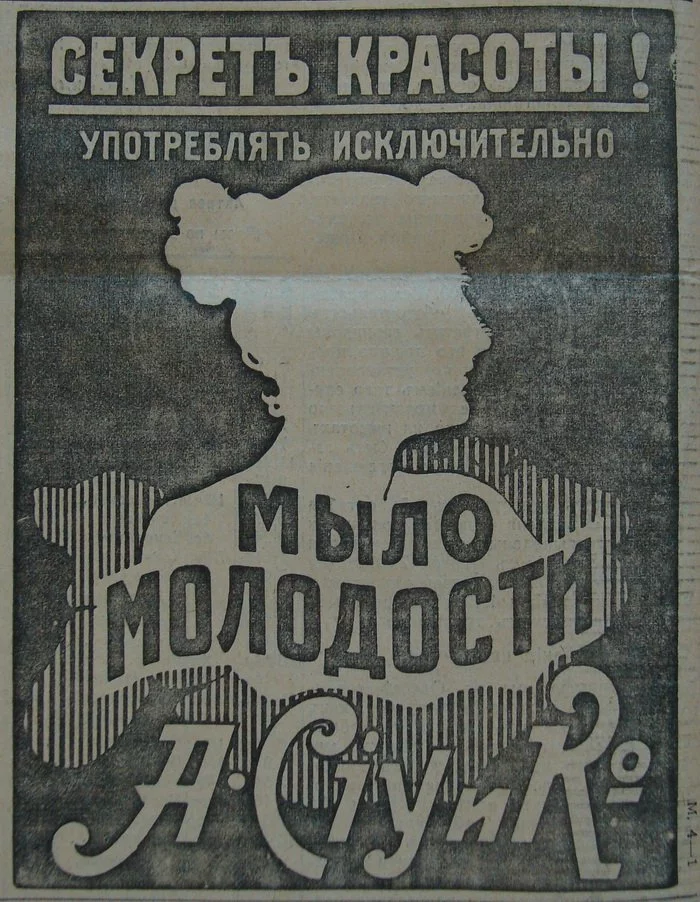 СЕКРЕТЪ КРАСОТЫ!
УПОТРЕБЛЯТЬ ИСКЛЮЧИТЕЛЬНО
МЫЛО
МОЛОДОСТИ
А. Сіу и Ко
М. 4—1